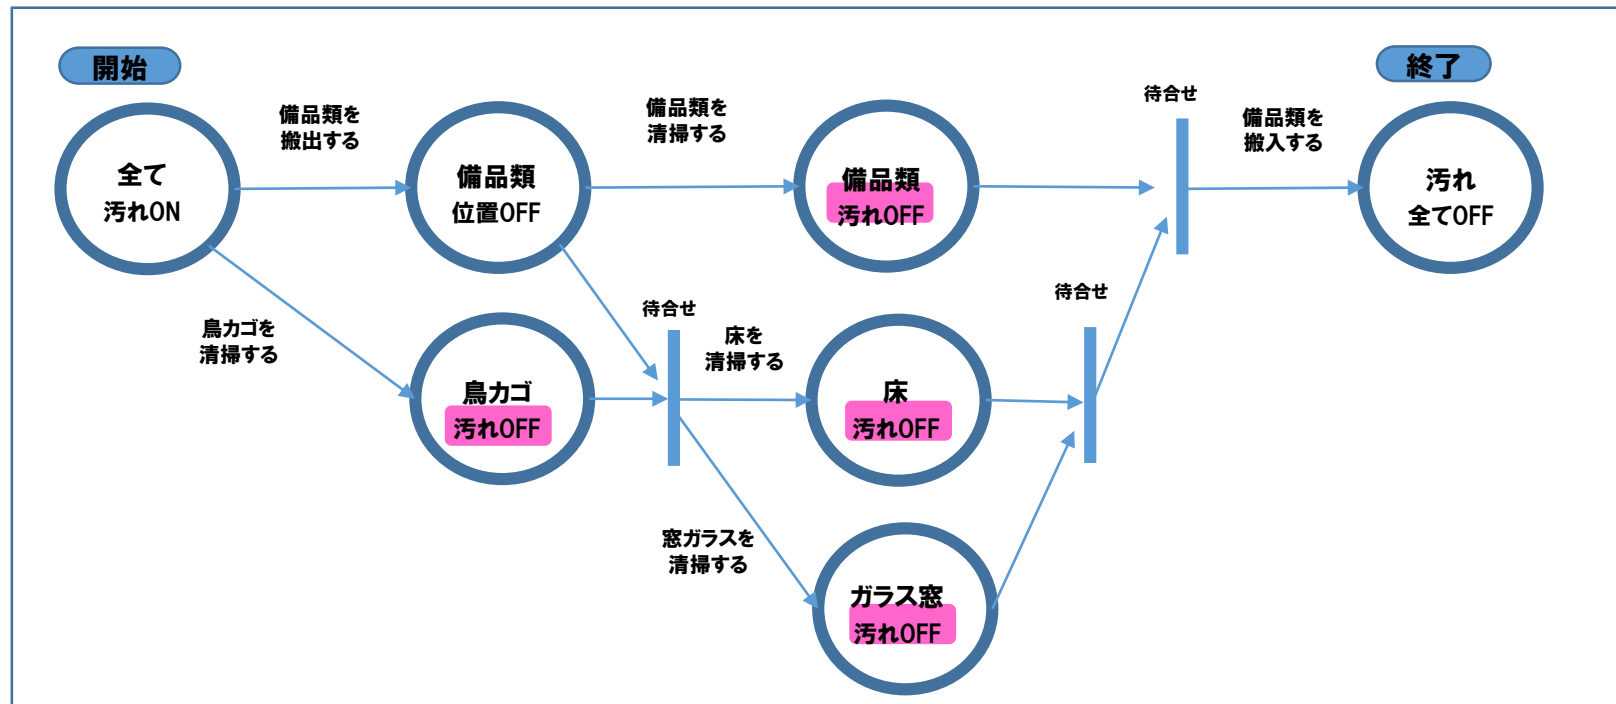 開始
終了
待合せ
備品類を
搬出する
備品類を
清掃する
備品類を
搬入する
全て
汚れON
備品類
位置OFF
備品類
汚れOFF
汚れ
全てOFF
鳥カゴを
清掃する
待合せ
床を
清掃する
待合せ
鳥カゴ
汚れOFF
床
汚れOFF
窓ガラスを
清掃する
ガラス窓
汚れOFF